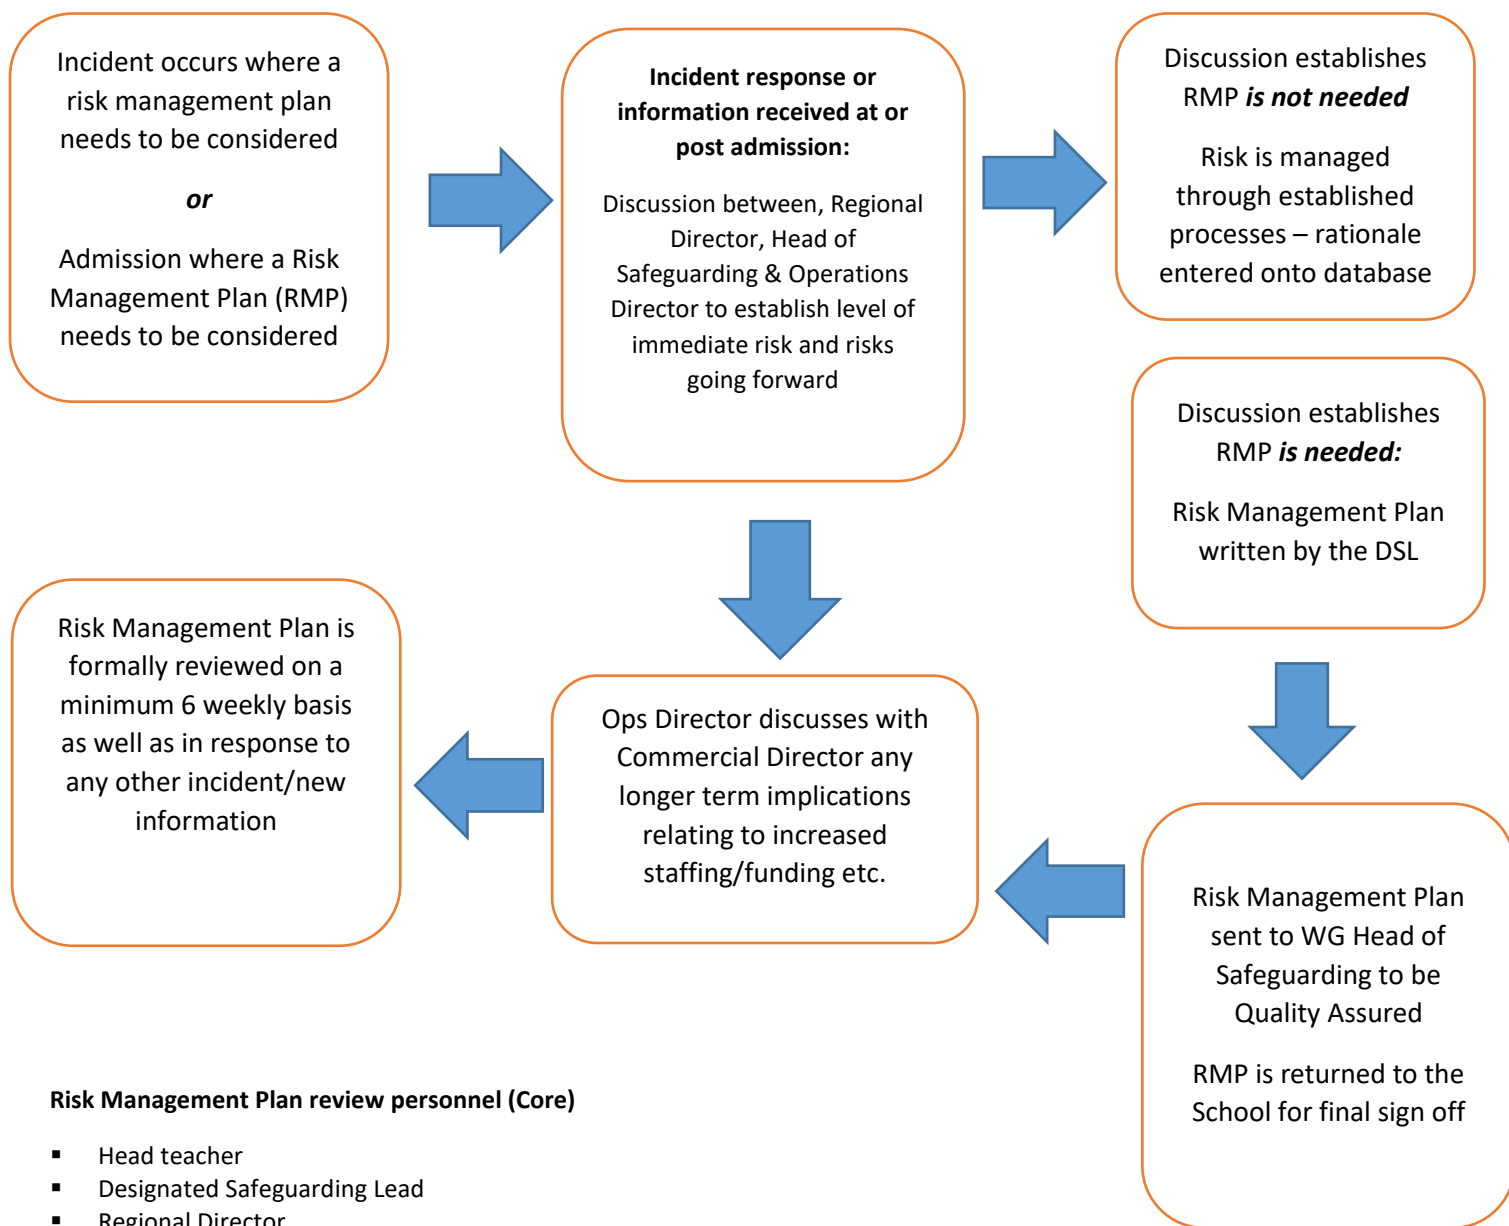 Incident occurs where a
risk management plan
needs to be considered
or
Admission where a Risk
Management Plan (RMP)
needs to be considered
Incident response or
information received at or
post admission:
Discussion between, Regional
Director, Head of
Safeguarding & Operations
Director to establish level of
immediate risk and risks
going forward
Discussion establishes
RMP is not needed
Risk is managed
through established
processes – rationale
entered onto database
Discussion establishes
RMP is needed:
Risk Management Plan
written by the DSL
Risk Management Plan
sent to WG Head of
Safeguarding to be
Quality Assured
RMP is returned to the
School for final sign off
Ops Director discusses with
Commercial Director any
longer term implications
relating to increased
staffing/funding etc.
Risk Management Plan is
formally reviewed on a
minimum 6 weekly basis
as well as in response to
any other incident/new
information
Risk Management Plan review personnel (Core)
▪ Head teacher
▪ Designated Safeguarding Lead
▪ Regional Director